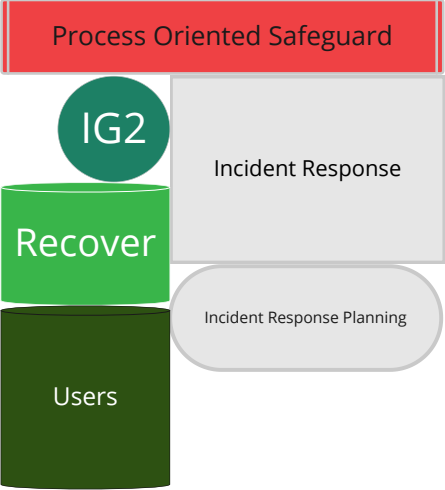 Process Oriented Safeguard
IG2
Incident Response
Recover
Incident Response Planning
Users